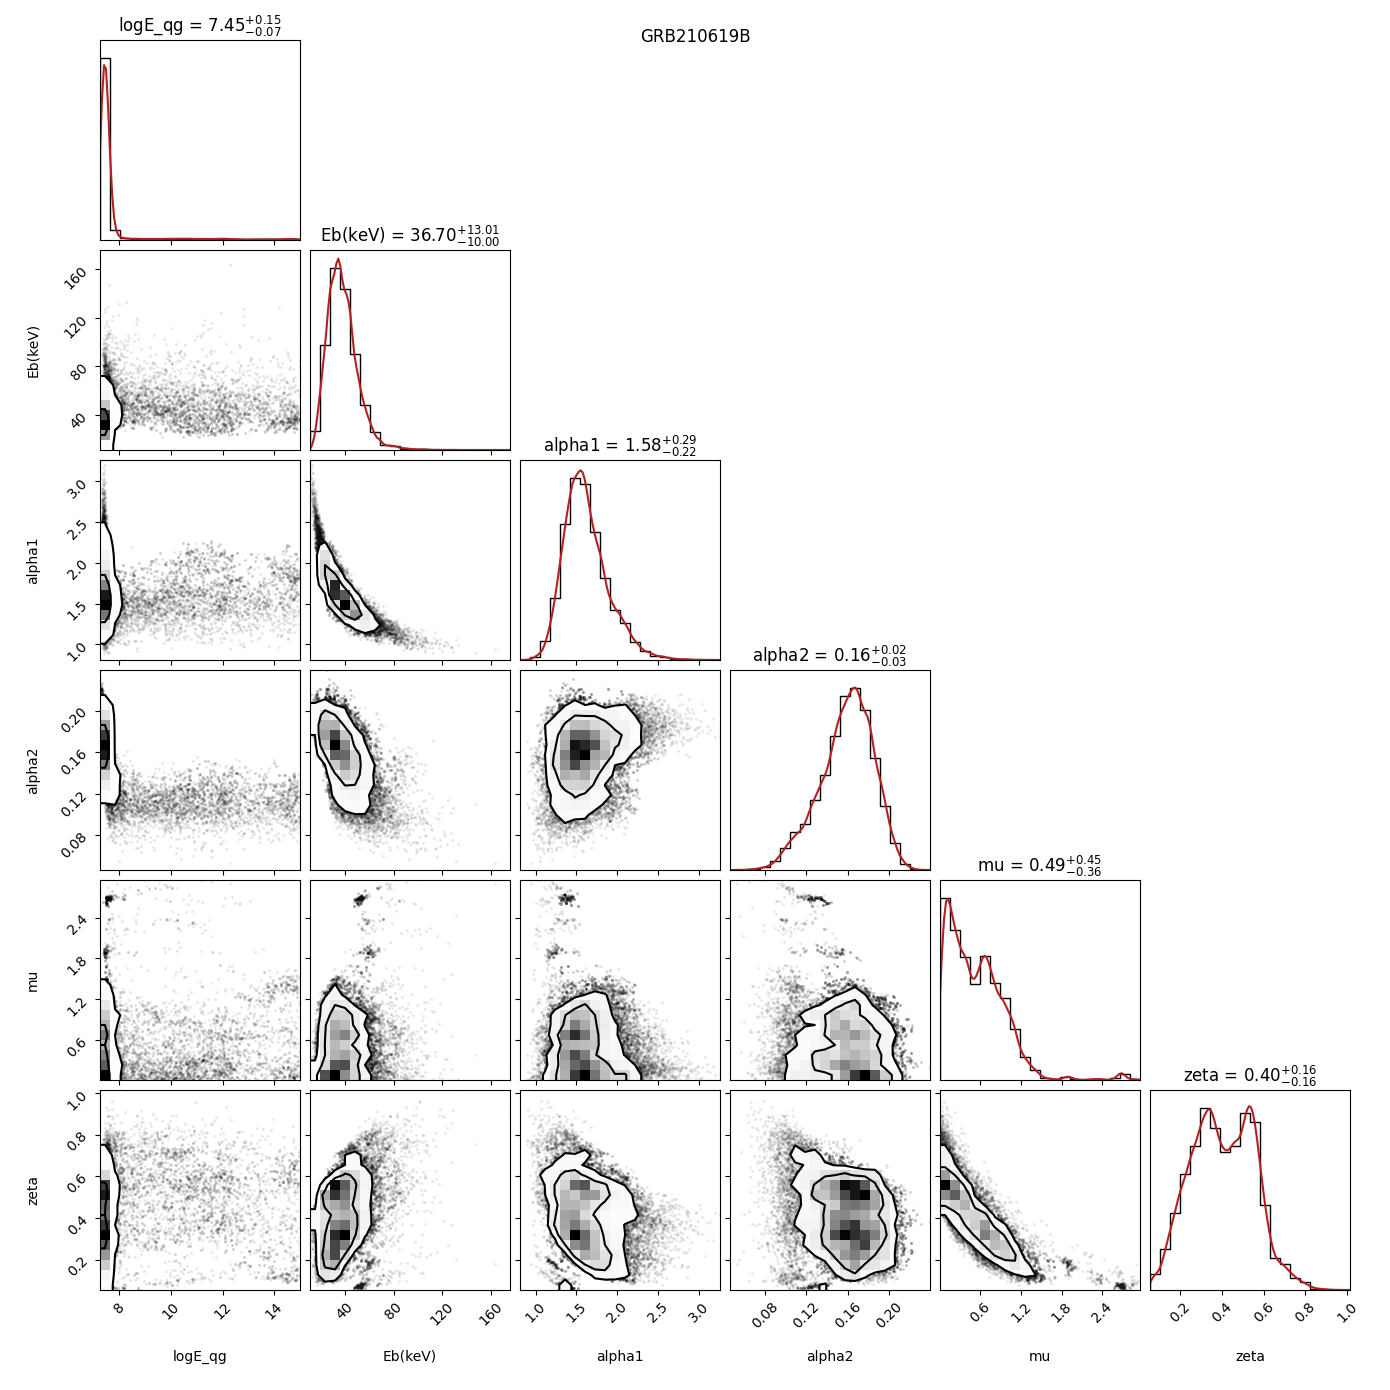 logE_qg = 7.45+0.15−0.07
GRB210619B
Eb(keV) = 36.70+13.01−10.00
160
120
80
40
Eb(keV)
alpha1 = 1.58+0.29−0.22
3.0
2.5
2.0
1.5
1.0
alpha1
alpha2 = 0.16+0.02−0.03
0.20
0.16
0.12
0.08
alpha2
mu = 0.49+0.45−0.36
2.4
1.8
1.2
0.6
mu
zeta = 0.40+0.16−0.16
1.0
0.8
0.6
0.4
0.2
zeta
8 10 12 14 40 80 120 160 1.0 1.5 2.0 2.5 3.0 0.08 0.12 0.16 0.20 0.6 1.2 1.8 2.4 0.2 0.4 0.6 0.8 1.0
logE_qg Eb(keV) alpha1 alpha2 mu zeta